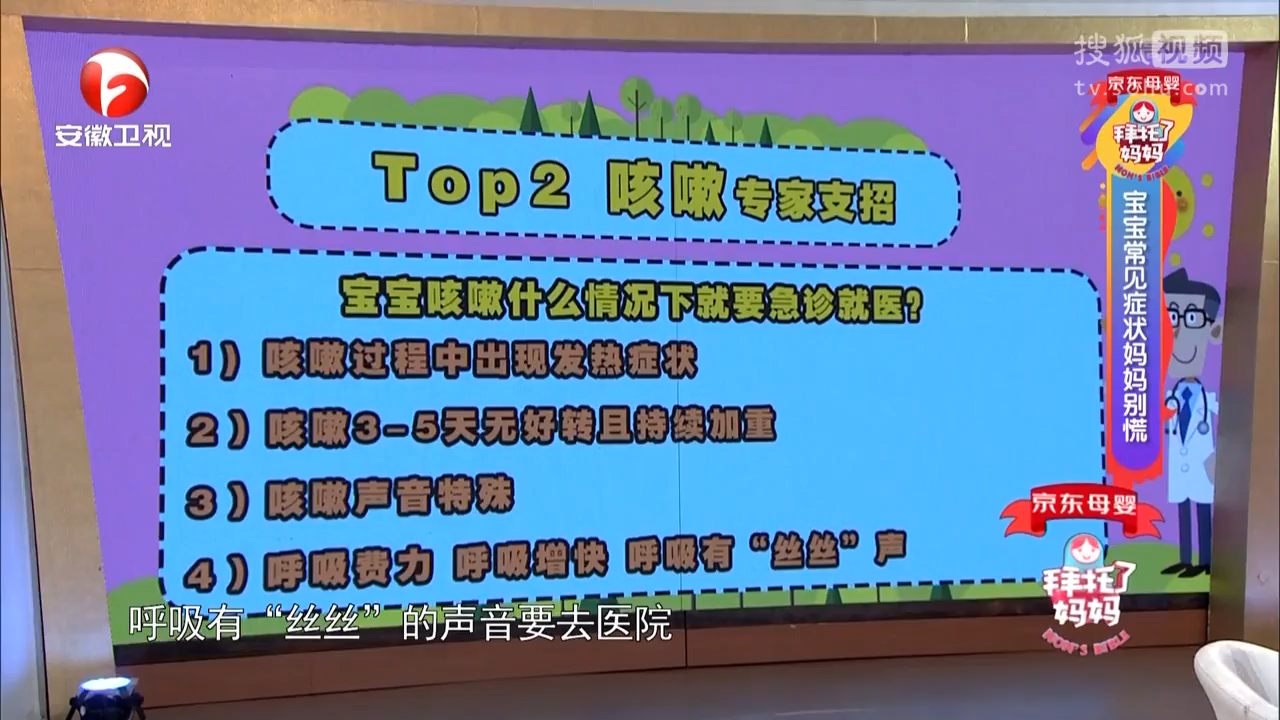 搜狐视频
tv.sohu.com
安徽卫视
京东母婴
拜托了
妈妈
MOM'S BIBLE
宝宝常见症状妈妈别慌
Top2 咳嗽专家支招
宝宝咳嗽什么情况下就要急诊就医?
1) 咳嗽过程中出现发热症状
2) 咳嗽3-5天无好转且持续加重
3) 咳嗽声音特殊
4) 呼吸费力 呼吸增快 呼吸有“丝丝”声
呼吸有“丝丝”的声音要去医院
京东母婴
拜托了
妈妈
MOM'S BIBLE